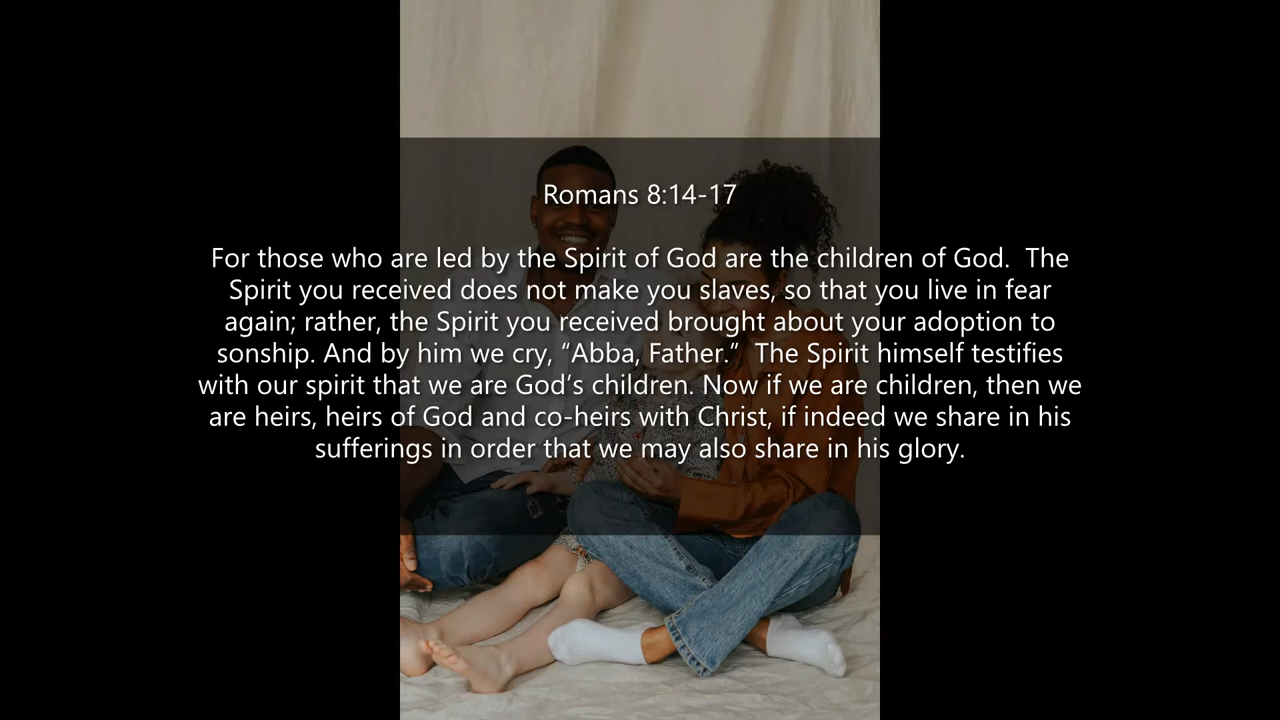 Romans 8:14-17
For those who are led by the Spirit of God are the children of God.  The
Spirit you received does not make you slaves, so that you live in fear
again; rather, the Spirit you received brought about your adoption to
sonship. And by him we cry, “Abba, Father.”  The Spirit himself testifies
with our spirit that we are God’s children. Now if we are children, then we
are heirs, heirs of God and co-heirs with Christ, if indeed we share in his
sufferings in order that we may also share in his glory.